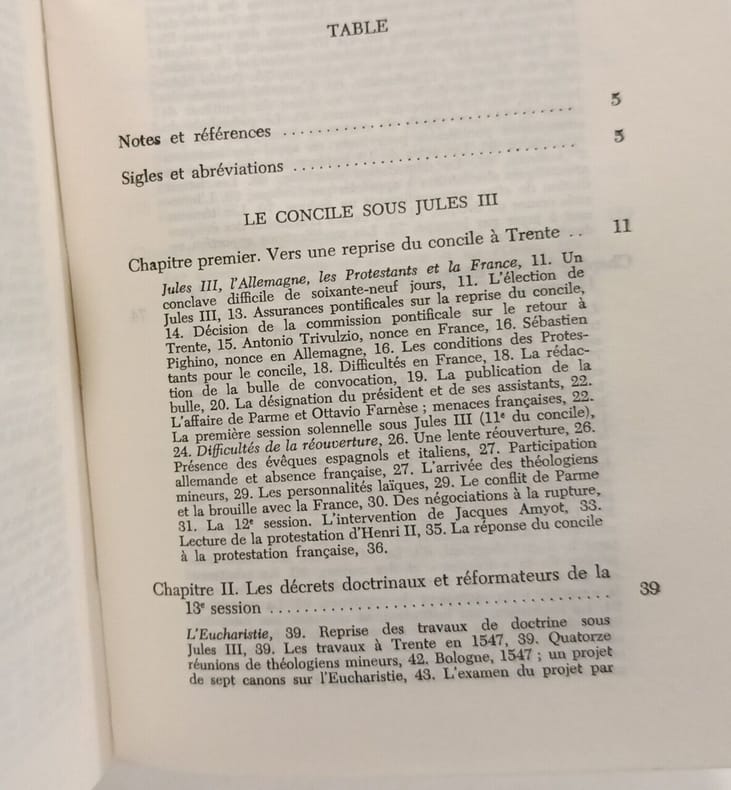 TABLE
Notes et références .............................. 5
Sigles et abréviations .............................. 5
LE CONCILE SOUS JULES III
Chapitre premier. Vers une reprise du concile à Trente .. 11
Jules III, l'Allemagne, les Protestants et la France, 11. Un
conclave difficile de soixante-neuf jours, 11. L'élection de
Jules III, 13. Assurances pontificales sur la reprise du concile,
14. Décision de la commission pontificale sur le retour à
Trente, 15. Antonio Trivulzio, nonce en France, 16. Sébastien
Pighino, nonce en Allemagne, 16. Les conditions des Protes-
tants pour le concile, 18. Difficultés en France, 18. La rédac-
tion de la bulle de convocation, 19. La publication de la
bulle, 20. La désignation du président et de ses assistants, 22.
L'affaire de Parme et Ottavio Farnèse ; menaces françaises, 22.
La première session solennelle sous Jules III (11e du concile),
24. Difficultés de la réouverture, 26. Une lente réouverture, 26.
Présence des évêques espagnols et italiens, 27. Participation
allemande et absence française, 27. L'arrivée des théologiens
mineurs, 29. Les personnalités laïques, 29. Le conflit de Parme
et la brouille avec la France, 30. Des négociations à la rupture,
31. La 12e session. L'intervention de Jacques Amyot, 33.
Lecture de la protestation d'Henri II, 35. La réponse du concile
à la protestation française, 36.
Chapitre II. Les décrets doctrinaux et réformateurs de la
13e session .............................. 39
L'Eucharistie, 39. Reprise des travaux de doctrine sous
Jules III, 39. Les travaux à Trente en 1547, 39. Quatorze
réunions de théologiens mineurs, 42. Bologne, 1547 ; un projet
de sept canons sur l'Eucharistie, 43. L'examen du projet par